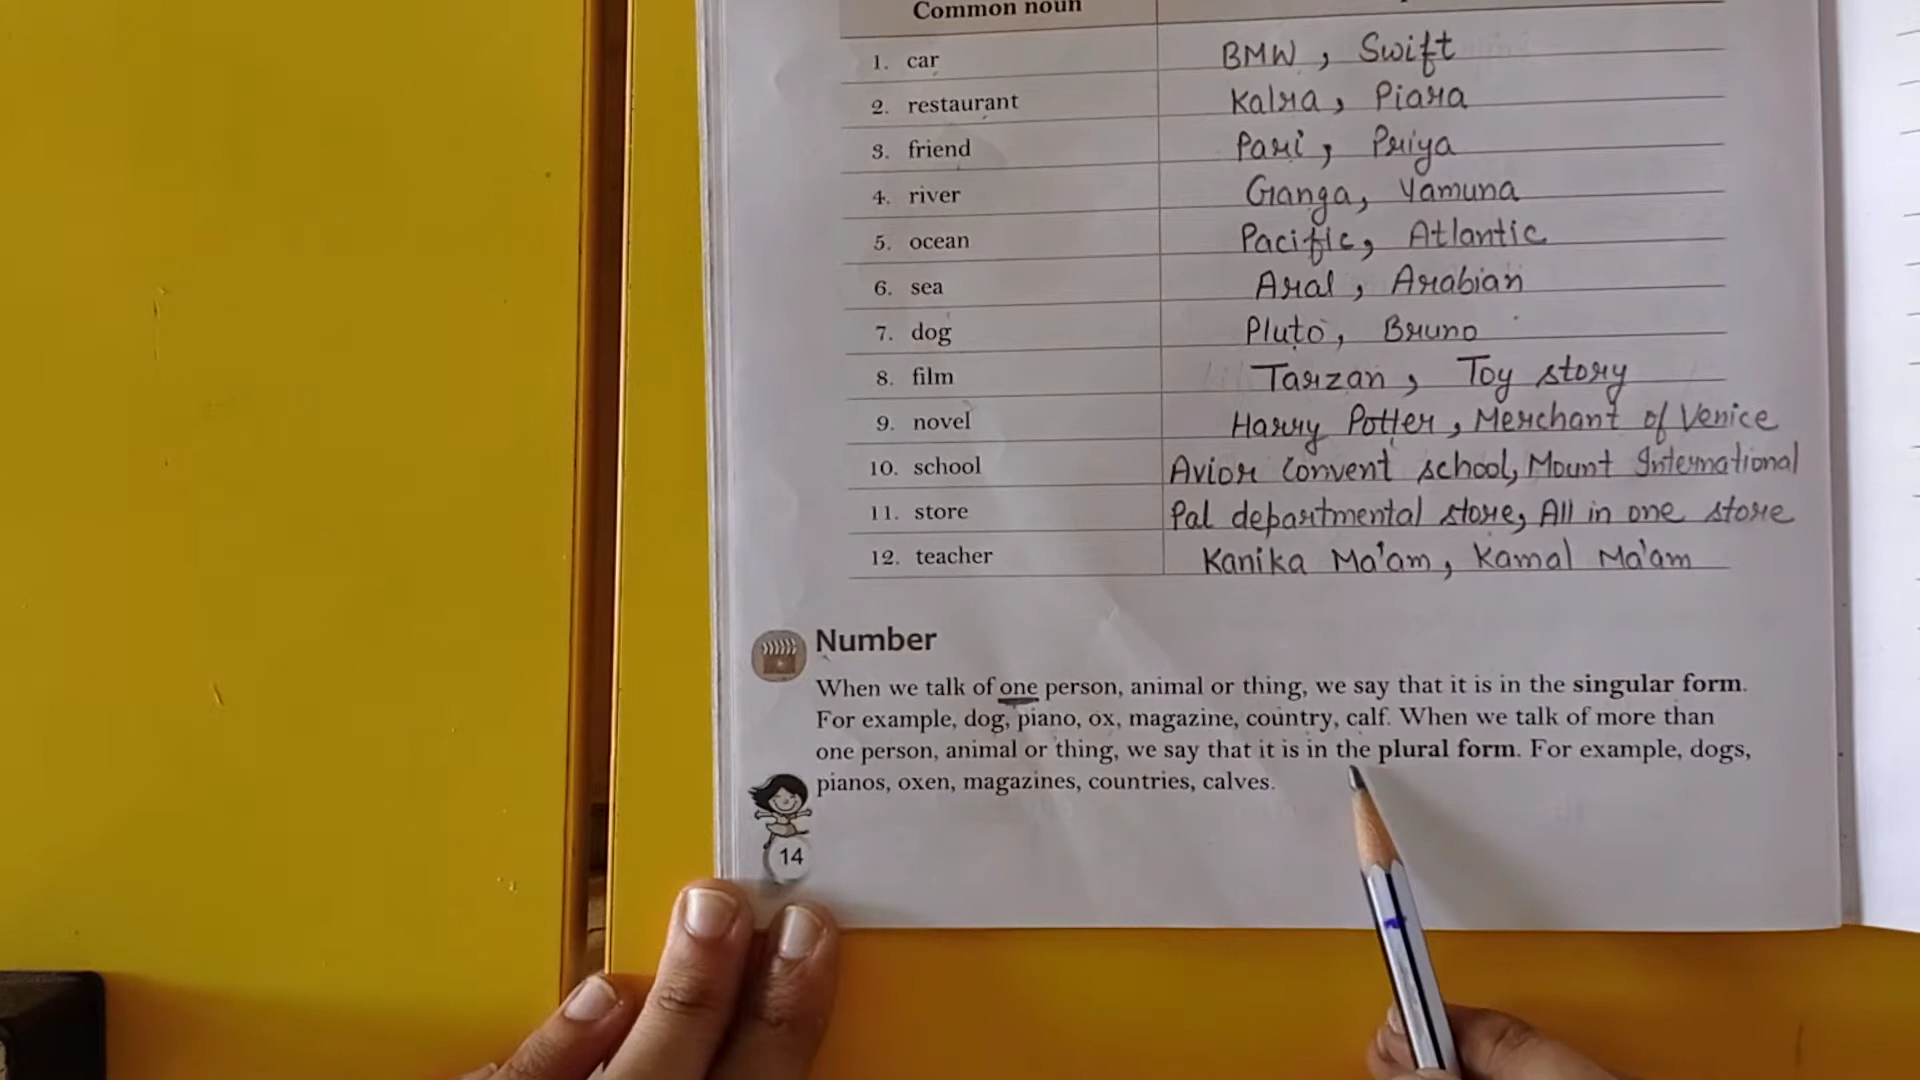 Common noun
1. car BMW, Swift
2. restaurant Kalra, Piara
3. friend Pari, Priya
4. river Ganga, Yamuna
5. ocean Pacific, Atlantic
6. sea Aral, Arabian
7. dog Pluto, Bruno
8. film Tarzan, Toy story
9. novel Harry Potter, Merchant of Venice
10. school Avior Convent school, Mount International
11. store Pal departmental store, All in one store
12. teacher Kanika Ma'am, Kamal Ma'am
Number
When we talk of one person, animal or thing, we say that it is in the singular form.
For example, dog, piano, ox, magazine, country, calf. When we talk of more than
one person, animal or thing, we say that it is in the plural form. For example, dogs,
pianos, oxen, magazines, countries, calves.
14